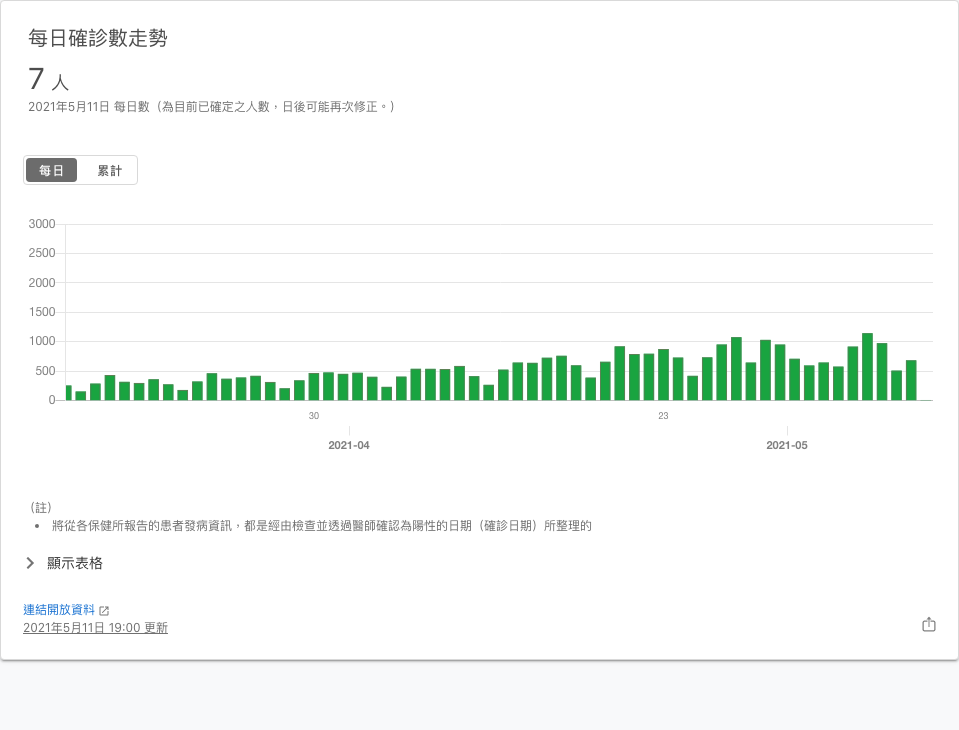 每日確診數走勢
7 人
2021年5月11日 每日數（為目前已確定之人數，日後可能再次修正。）
每日 累計
3000
2500
2000
1500
1000
500
0
30 23
2021-04 2021-05
（註）
• 將從各保健所報告的患者發病資訊，都是經由檢查並透過醫師確認為陽性的日期（確診日期）所整理的
顯示表格
連結開放資料
2021年5月11日 19:00 更新